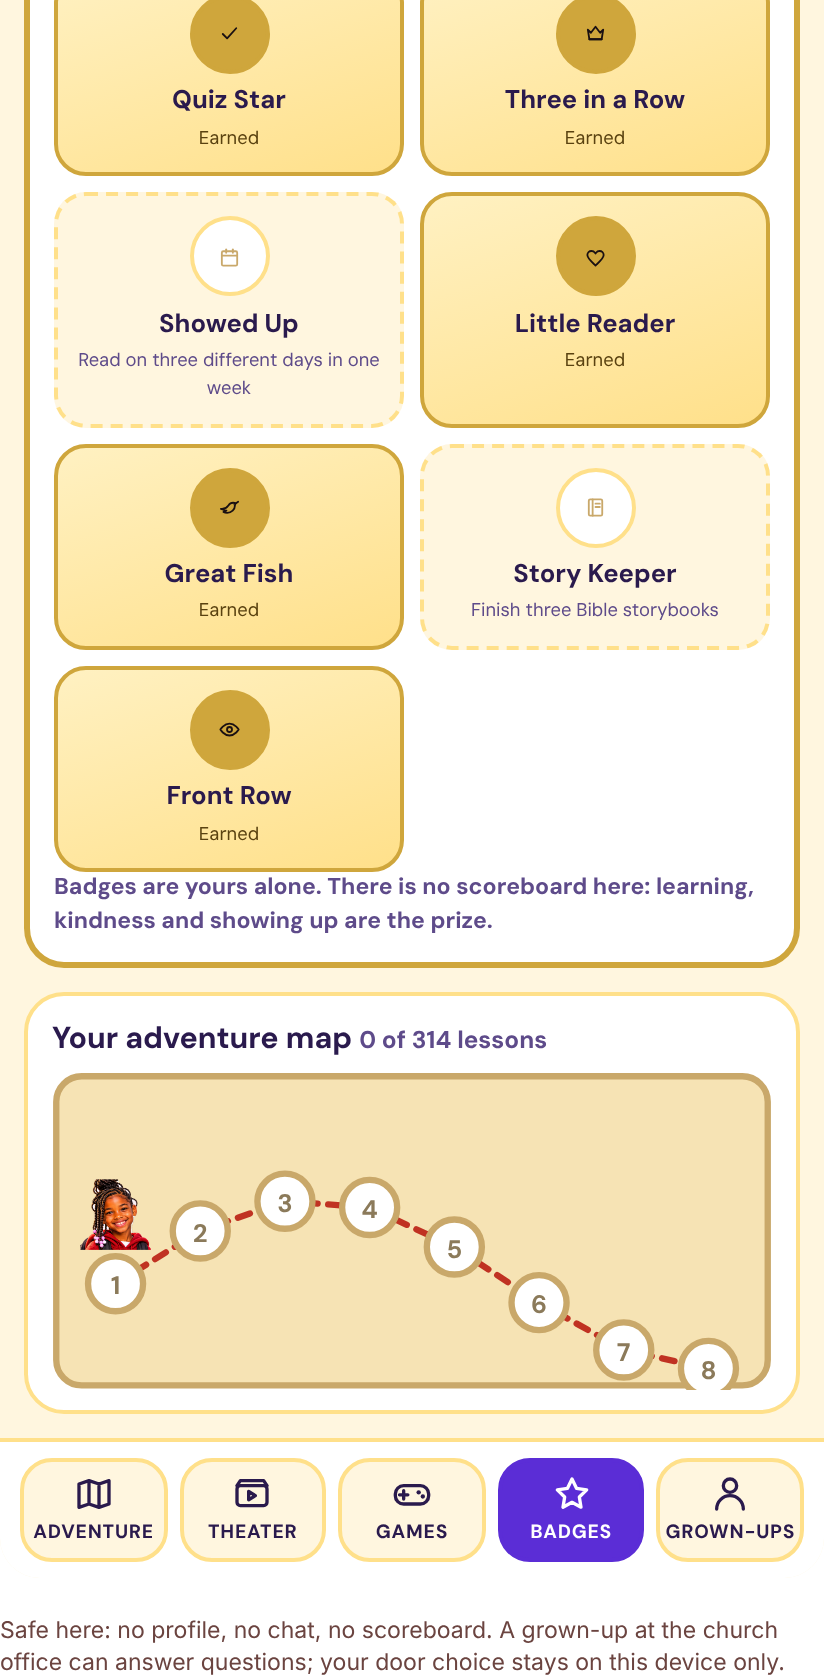 Quiz Star
Earned
Three in a Row
Earned
Showed Up
Read on three different days in one
week
Little Reader
Earned
Great Fish
Earned
Story Keeper
Finish three Bible storybooks
Front Row
Earned
Badges are yours alone. There is no scoreboard here: learning,
kindness and showing up are the prize.
Your adventure map 0 of 314 lessons
1
2
3
4
5
6
7
8
ADVENTURE
THEATER
GAMES
BADGES
GROWN-UPS
Safe here: no profile, no chat, no scoreboard. A grown-up at the church
office can answer questions; your door choice stays on this device only.